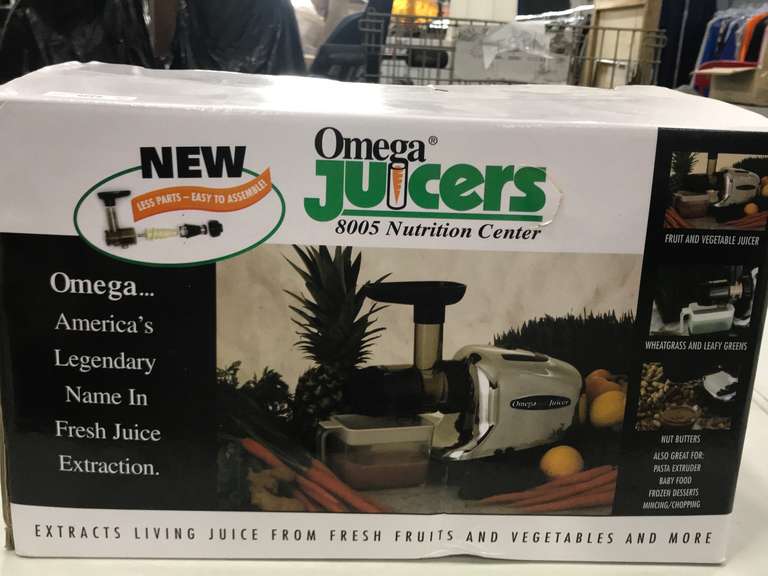 NEW
LESS PARTS – EASY TO ASSEMBLE!
Omega®
Juicers
8005 Nutrition Center
Omega...
America's
Legendary
Name In
Fresh Juice
Extraction.
Omega Juicer
FRUIT AND VEGETABLE JUICER
WHEATGRASS AND LEAFY GREENS
NUT BUTTERS
ALSO GREAT FOR:
PASTA EXTRUDER
BABY FOOD
FROZEN DESSERTS
MINCING/CHOPPING
EXTRACTS LIVING JUICE FROM FRESH FRUITS AND VEGETABLES AND MORE